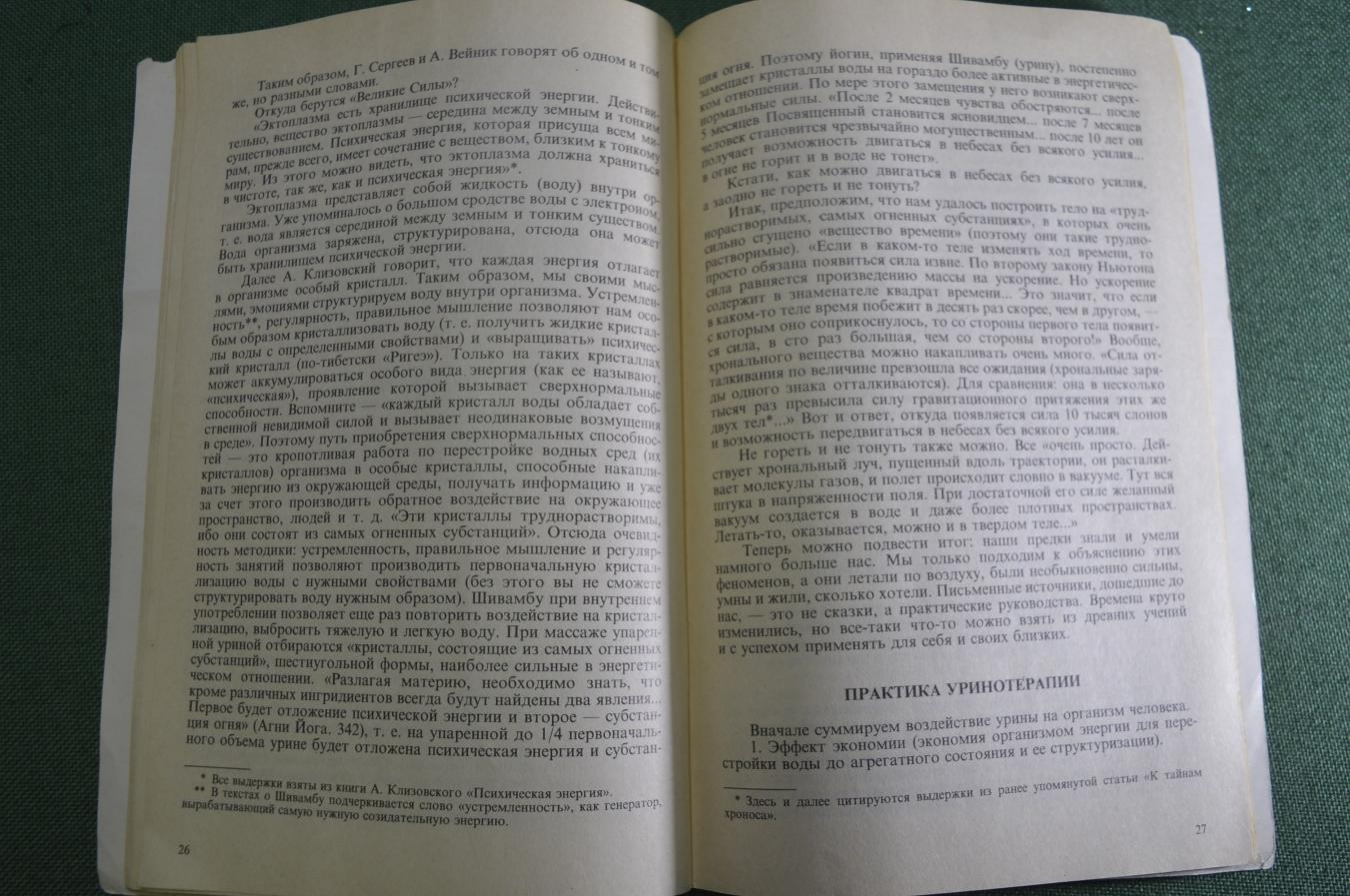 Таким образом, Г. Сергеев и А. Вейник говорят об одном и том
же, но разными словами.
Откуда берутся «Великие Силы»?
«Эктоплазма есть хранилище психической энергии. Действи-
тельно, вещество эктоплазмы — середина между земным и тонким
существованием. Психическая энергия, которая присуща всем ми-
рам, прежде всего, имеет сочетание с веществом, близким к тонкому
миру. Из этого можно видеть, что эктоплазма должна храниться
в чистоте, так же, как и психическая энергия»*.
Эктоплазма представляет собой жидкость (воду) внутри ор-
ганизма. Уже упоминалось о большом сродстве воды с электроном,
т. е. вода является серединой между земным и тонким существом.
Вода организма заряжена, структурирована, отсюда она может
быть хранилищем психической энергии.
Далее А. Клизовский говорит, что каждая энергия отлагает
в организме особый кристалл. Таким образом, мы своими мыс-
лями, эмоциями структурируем воду внутри организма. Устремлен-
ность**, регулярность, правильное мышление позволяют нам осо-
бым образом кристаллизовать воду (т. е. получить жидкие кристал-
лы воды с определенными свойствами) и «выращивать» психичес-
кий кристалл (по-тибетски «Ригеэ»). Только на таких кристаллах
может аккумулироваться особого вида энергия (как ее называют,
«психическая»), проявление которой вызывает сверхнормальные
способности. Вспомните — «каждый кристалл воды обладает соб-
ственной невидимой силой и вызывает неодинаковые возмущения
в среде». Поэтому путь приобретения сверхнормальных способнос-
тей — это кропотливая работа по перестройке водных сред (их
кристаллов) организма в особые кристаллы, способные накапли-
вать энергию из окружающей среды, получать информацию и уже
за счет этого производить обратное воздействие на окружающее
пространство, людей и т. д. «Эти кристаллы труднорастворимы,
ибо они состоят из самых огненных субстанций». Отсюда очевид-
ность методики: устремленность, правильное мышление и регуляр-
ность занятий позволяют производить первоначальную кристал-
лизацию воды с нужными свойствами (без этого вы не сможете
структурировать воду нужным образом). Шивамбу при внутреннем
употреблении позволяет еще раз повторить воздействие на кристал-
лизацию, выбросить тяжелую и легкую воду. При массаже упарен-
ной уриной отбираются «кристаллы, состоящие из самых огненных
субстанций», шестиугольной формы, наиболее сильные в энергети-
ческом отношении. «Разлагая материю, необходимо знать, что
кроме различных ингридиентов всегда будут найдены два явления...
Первое будет отложение психической энергии и второе — субстан-
ция огня» (Агни Йога. 342), т. е. на упаренной до 1/4 первоначаль-
ного объема урине будет отложена психическая энергия и субстан-
* Все выдержки взяты из книги А. Клизовского «Психическая энергия».
** В текстах о Шивамбу подчеркивается слово «устремленность», как генератор,
вырабатывающий самую нужную созидательную энергию.
26
ция огня. Поэтому йогин, применяя Шивамбу (урину), постепенно
замещает кристаллы воды на гораздо более активные в энергетичес-
ком отношении. По мере этого замещения у него возникают сверх-
нормальные силы. «После 2 месяцев чувства обостряются... после
5 месяцев Посвященный становится ясновидцем... после 7 месяцев
человек становится чрезвычайно могущественным... после 10 лет он
получает возможность двигаться в небесах без всякого усилия...
в огне не горит и в воде не тонет».
Кстати, как можно двигаться в небесах без всякого усилия,
а заодно не гореть и не тонуть?
Итак, предположим, что нам удалось построить тело на «труд-
норастворимых, самых огненных субстанциях», в которых очень
сильно сгущено «вещество времени» (поэтому они такие трудно-
растворимые). «Если в каком-то теле изменять ход времени, то
просто обязана появиться сила извне. По второму закону Ньютона
сила равняется произведению массы на ускорение. Но ускорение
содержит в знаменателе квадрат времени... Это значит, что если
в каком-то теле время побежит в десять раз скорее, чем в другом, —
с которым оно соприкоснулось, то со стороны первого тела появит-
ся сила, в сто раз большая, чем со стороны второго!» Вообще,
хронального вещества можно накапливать очень много. «Сила от-
талкивания по величине превзошла все ожидания (хрональные заря-
ды одного знака отталкиваются). Для сравнения: она в несколько
тысяч раз превысила силу гравитационного притяжения этих же
двух тел*...» Вот и ответ, откуда появляется сила 10 тысяч слонов
и возможность передвигаться в небесах без всякого усилия.
Не гореть и не тонуть также можно. Все «очень просто. Дей-
ствует хрональный луч, пущенный вдоль траектории, он расталки-
вает молекулы газов, и полет происходит словно в вакууме. Тут вся
штука в напряженности поля. При достаточной его силе желанный
вакуум создается в воде и даже более плотных пространствах.
Летать-то, оказывается, можно и в твердом теле...»
Теперь можно подвести итог: наши предки знали и умели
намного больше нас. Мы только подходим к объяснению этих
феноменов, а они летали по воздуху, были необыкновенно сильны,
умны и жили, сколько хотели. Письменные источники, дошедшие до
нас, — это не сказки, а практические руководства. Времена круто
изменились, но все-таки что-то можно взять из древних учений
и с успехом применять для себя и своих близких.
ПРАКТИКА УРИНОТЕРАПИИ
Вначале суммируем воздействие урины на организм человека.
1. Эффект экономии (экономия организмом энергии для пере-
стройки воды до агрегатного состояния и ее структуризации).
* Здесь и далее цитируются выдержки из ранее упомянутой статьи «К тайнам
хроноса».
27